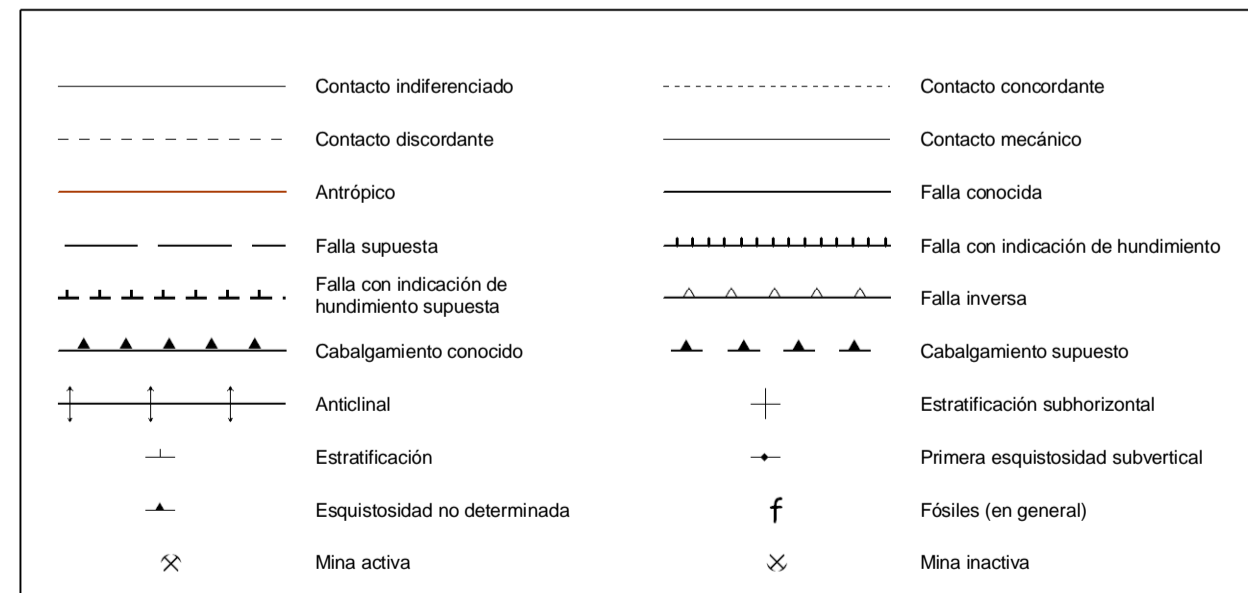 Contacto indiferenciado
Contacto concordante
Contacto discordante
Contacto mecánico
Antrópico
Falla conocida
Falla supuesta
Falla con indicación de hundimiento
Falla con indicación de
hundimiento supuesta
Falla inversa
Cabalgamiento conocido
Cabalgamiento supuesto
Anticlinal
Estratificación subhorizontal
Estratificación
Primera esquistosidad subvertical
Esquistosidad no determinada
f
Fósiles (en general)
Mina activa
Mina inactiva